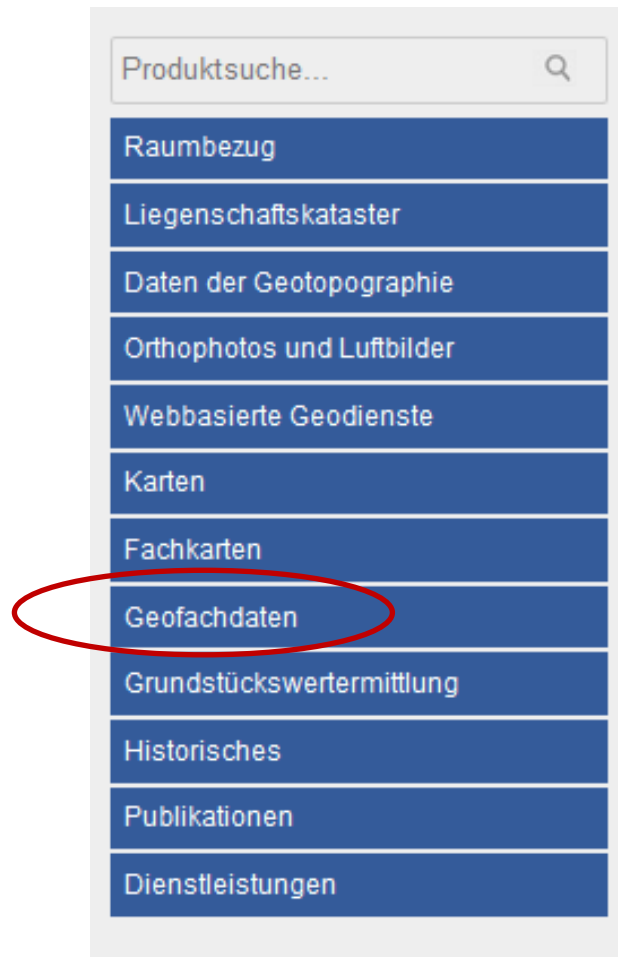 Produktsuche...
Raumbezug
Liegenschaftskataster
Daten der Geotopographie
Orthophotos und Luftbilder
Webbasierte Geodienste
Karten
Fachkarten
Geofachdaten
Grundstückswertermittlung
Historisches
Publikationen
Dienstleistungen